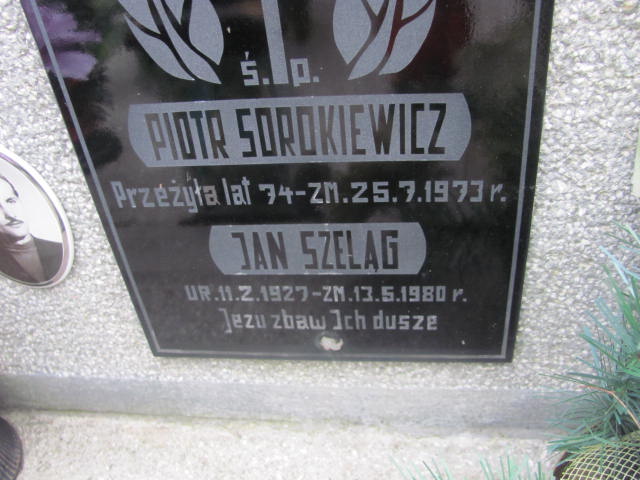 ś. p.
PIOTR SOROKIEWICZ
Przeżyła lat 74-ZM.25.7.1973 r.
JAN SZELĄG
UR.11.2.1927-ZM.13.5.1980 r.
Jezu zbaw Ich dusze